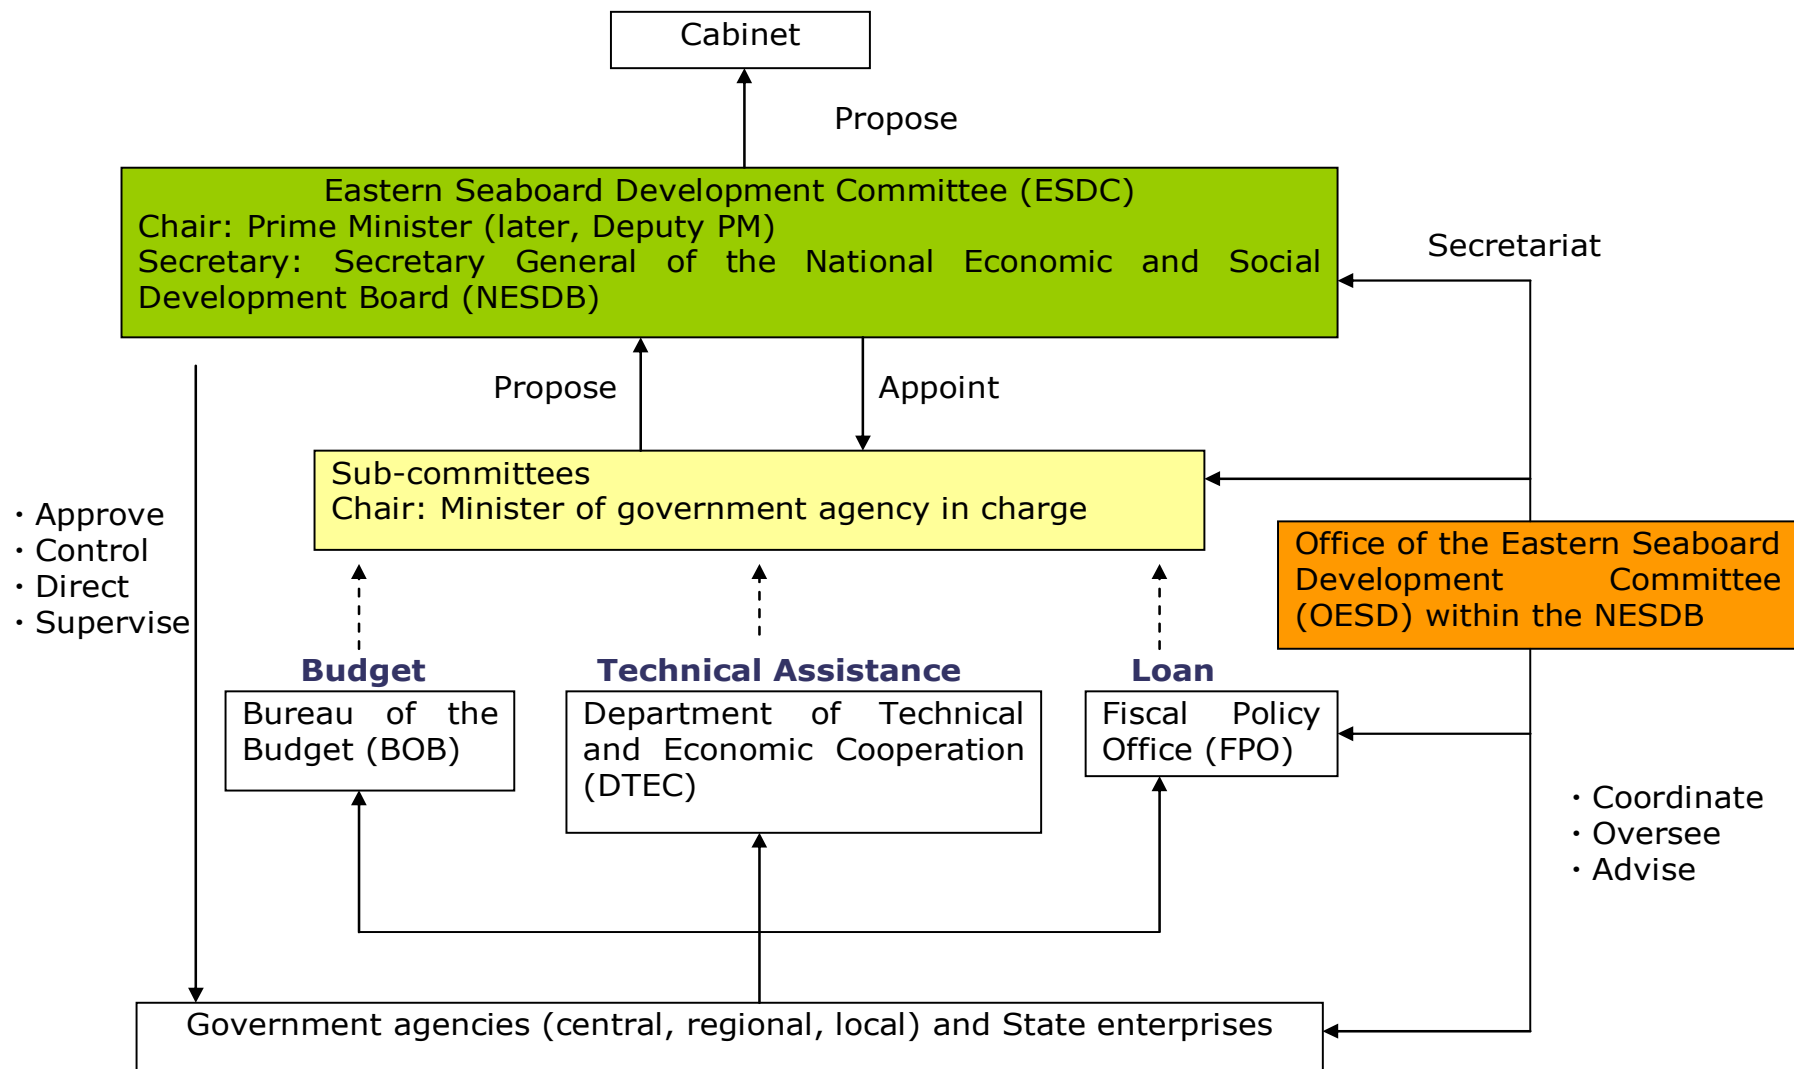 Cabinet
Propose
Eastern Seaboard Development Committee (ESDC)
Chair: Prime Minister (later, Deputy PM)
Secretary: Secretary General of the National Economic and Social
Development Board (NESDB)
Secretariat
Propose
Appoint
Sub-committees
Chair: Minister of government agency in charge
・Approve
・Control
・Direct
・Supervise
Office of the Eastern Seaboard
Development Committee
(OESD) within the NESDB
Budget
Bureau of the
Budget (BOB)
Technical Assistance
Department of Technical
and Economic Cooperation
(DTEC)
Loan
Fiscal Policy
Office (FPO)
・Coordinate
・Oversee
・Advise
Government agencies (central, regional, local) and State enterprises